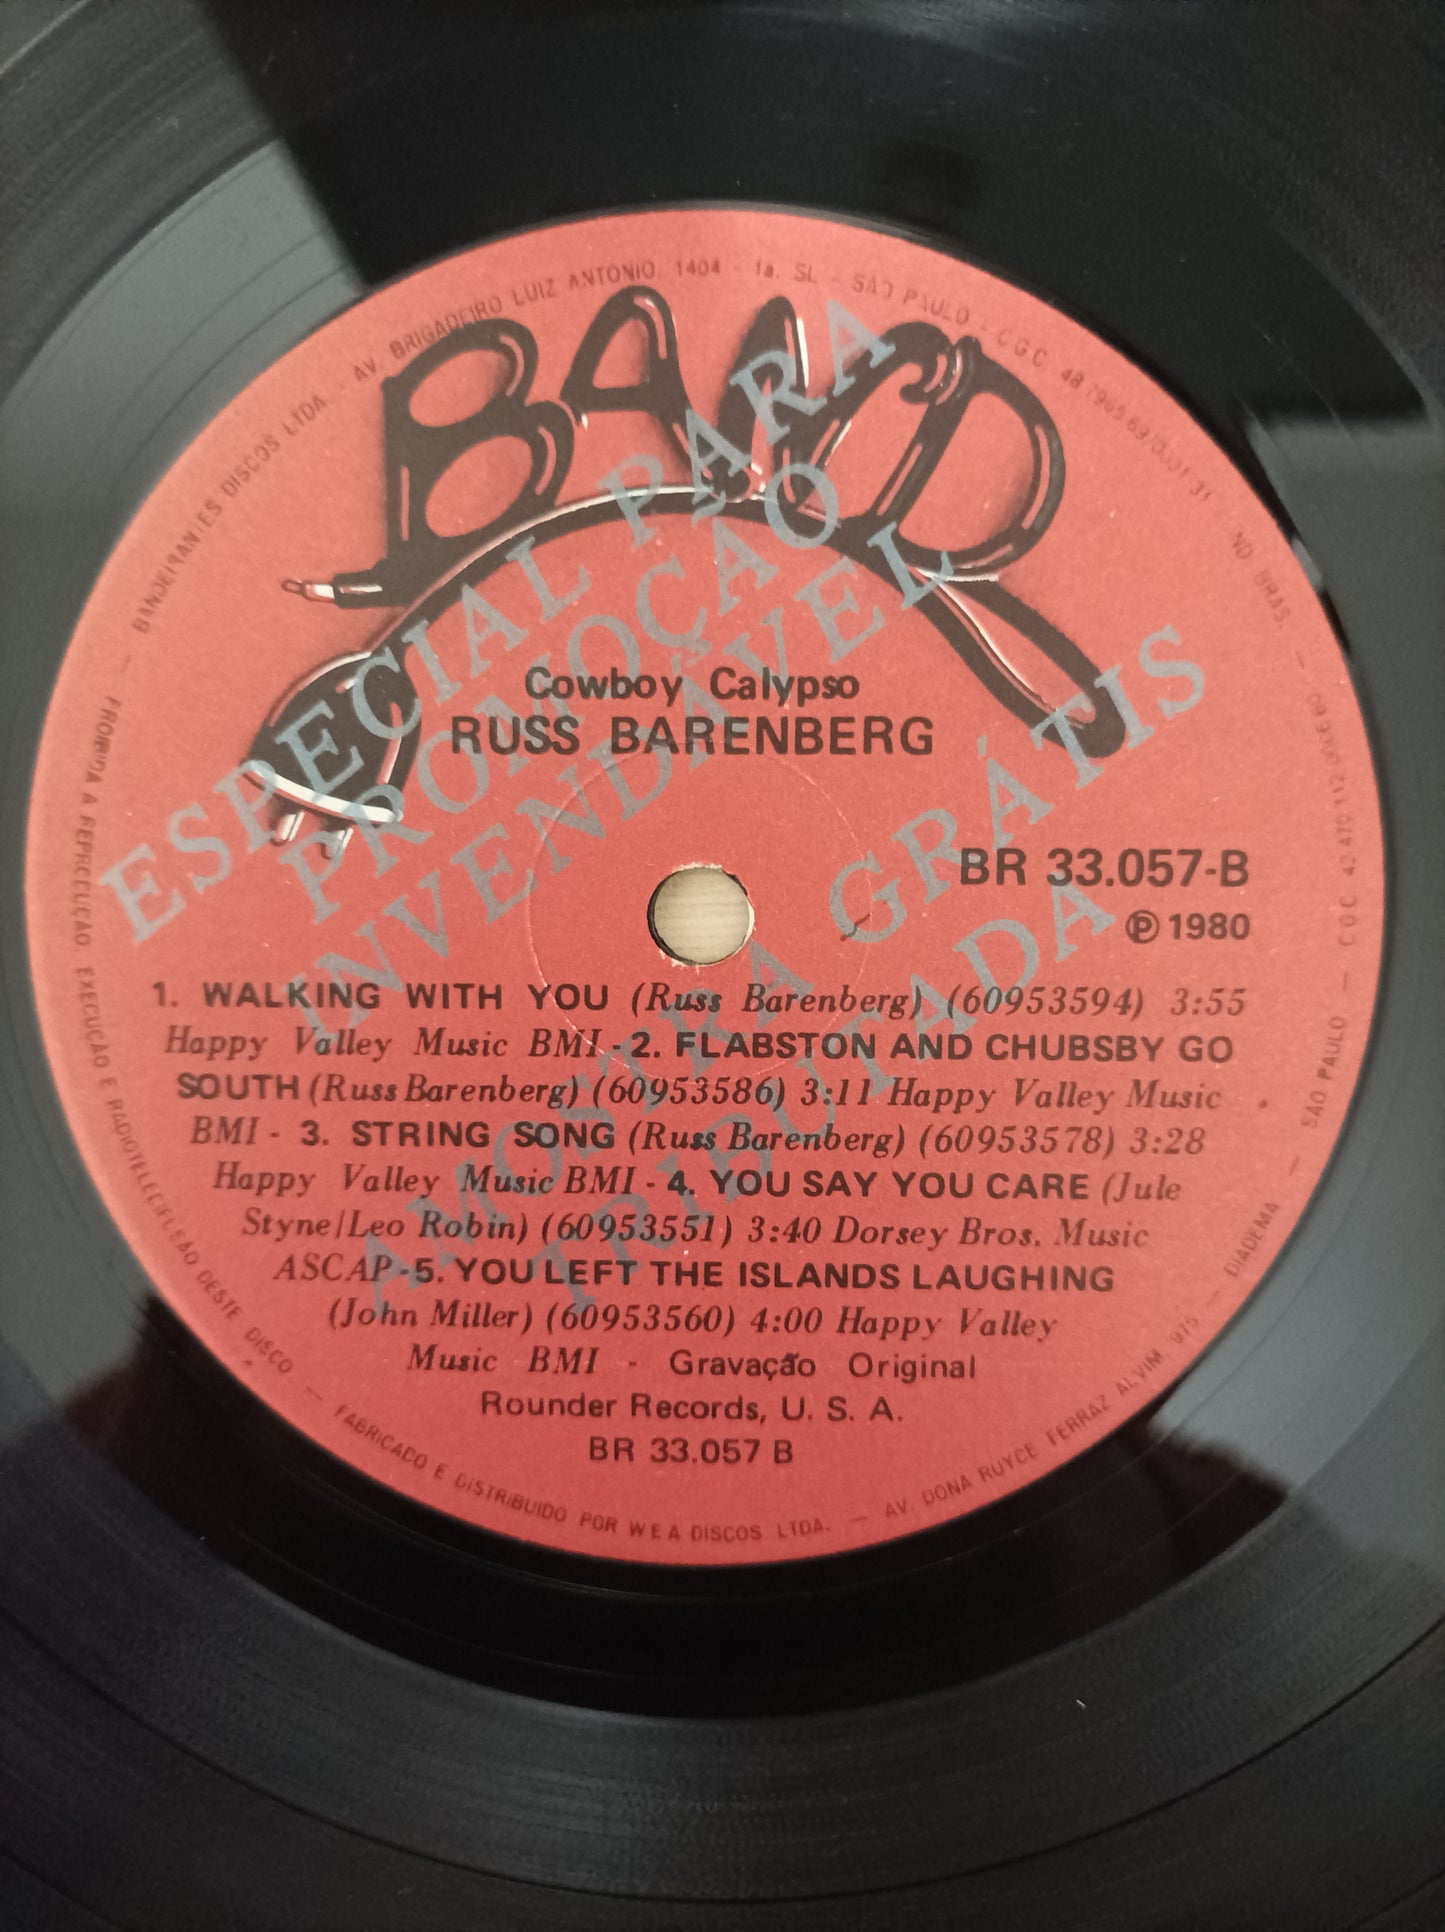 BANDEIRANTES DISCOS LTDA - AV. BRIGADEIRO LUIZ ANTONIO, 1404 - 1a. SL - SÃO PAULO - C.G.C.
IND. BRAS.
BAND
ESPECIAL PARA
PROMOÇÃO
INVENDÁVEL
Cowboy Calypso
RUSS BARENBERG
BR 33.057-B
Ⓟ 1980
AMOSTRA GRÁTIS
TRIBUTADA
1. WALKING WITH YOU (Russ Barenberg) (60953594) 3:55
Happy Valley Music BMI - 2. FLABSTON AND CHUBSBY GO
SOUTH (Russ Barenberg) (60953586) 3:11 Happy Valley Music
BMI - 3. STRING SONG (Russ Barenberg) (60953578) 3:28
Happy Valley Music BMI - 4. YOU SAY YOU CARE (Jule
Styne/Leo Robin) (60953551) 3:40 Dorsey Bros. Music
ASCAP - 5. YOU LEFT THE ISLANDS LAUGHING
(John Miller) (60953560) 4:00 Happy Valley
Music BMI - Gravação Original
Rounder Records, U. S. A.
BR 33.057 B
PROIBIDA A REPRODUÇÃO, EXECUÇÃO E RADIOTELEDIFUSÃO DESTE DISCO — FABRICADO E DISTRIBUIDO POR WEA DISCOS LTDA. — AV. DONA RUYCE FERRAZ ALVIM, 975 — DIADEMA — SÃO PAULO — C G C